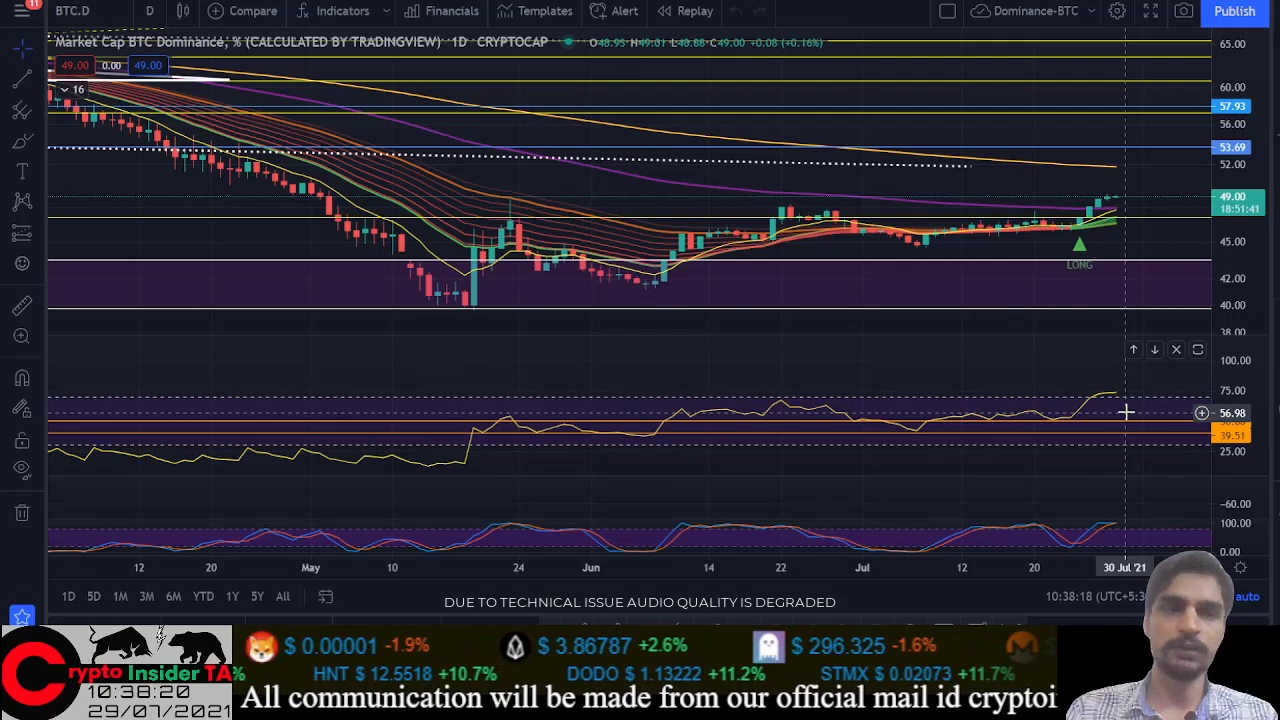 11
BTC.D D Compare Indicators Financials Templates Alert Replay Dominance-BTC Publish
Market Cap BTC Dominance, % (CALCULATED BY TRADINGVIEW) · 1D · CRYPTOCAP O48.95 H49.01 L48.88 C49.00 +0.08 (+0.16%)
49.00 0.00 49.00
16
65.00
60.00
57.93
56.00
53.69
52.00
49.00
18:51:41
45.00
LONG
42.00
40.00
38.00
100.00
75.00
56.98
39.51
25.00
-60.00
100.00
0.00
12 20 May 10 24 Jun 14 22 Jul 12 20 30 Jul '21
1D 5D 1M 3M 6M YTD 1Y 5Y All 10:38:18 (UTC+5:3 auto
DUE TO TECHNICAL ISSUE AUDIO QUALITY IS DEGRADED
$ 0.00001 -1.9% $ 3.86787 +2.6% $ 296.325 -1.6%
% HNT $ 12.5518 +10.7% DODO $ 1.13222 +11.2% STMX $ 0.02073 +11.7%
Crypto Insider TA
10:38:20
29/07/2021
All communication will be made from our official mail id cryptoi